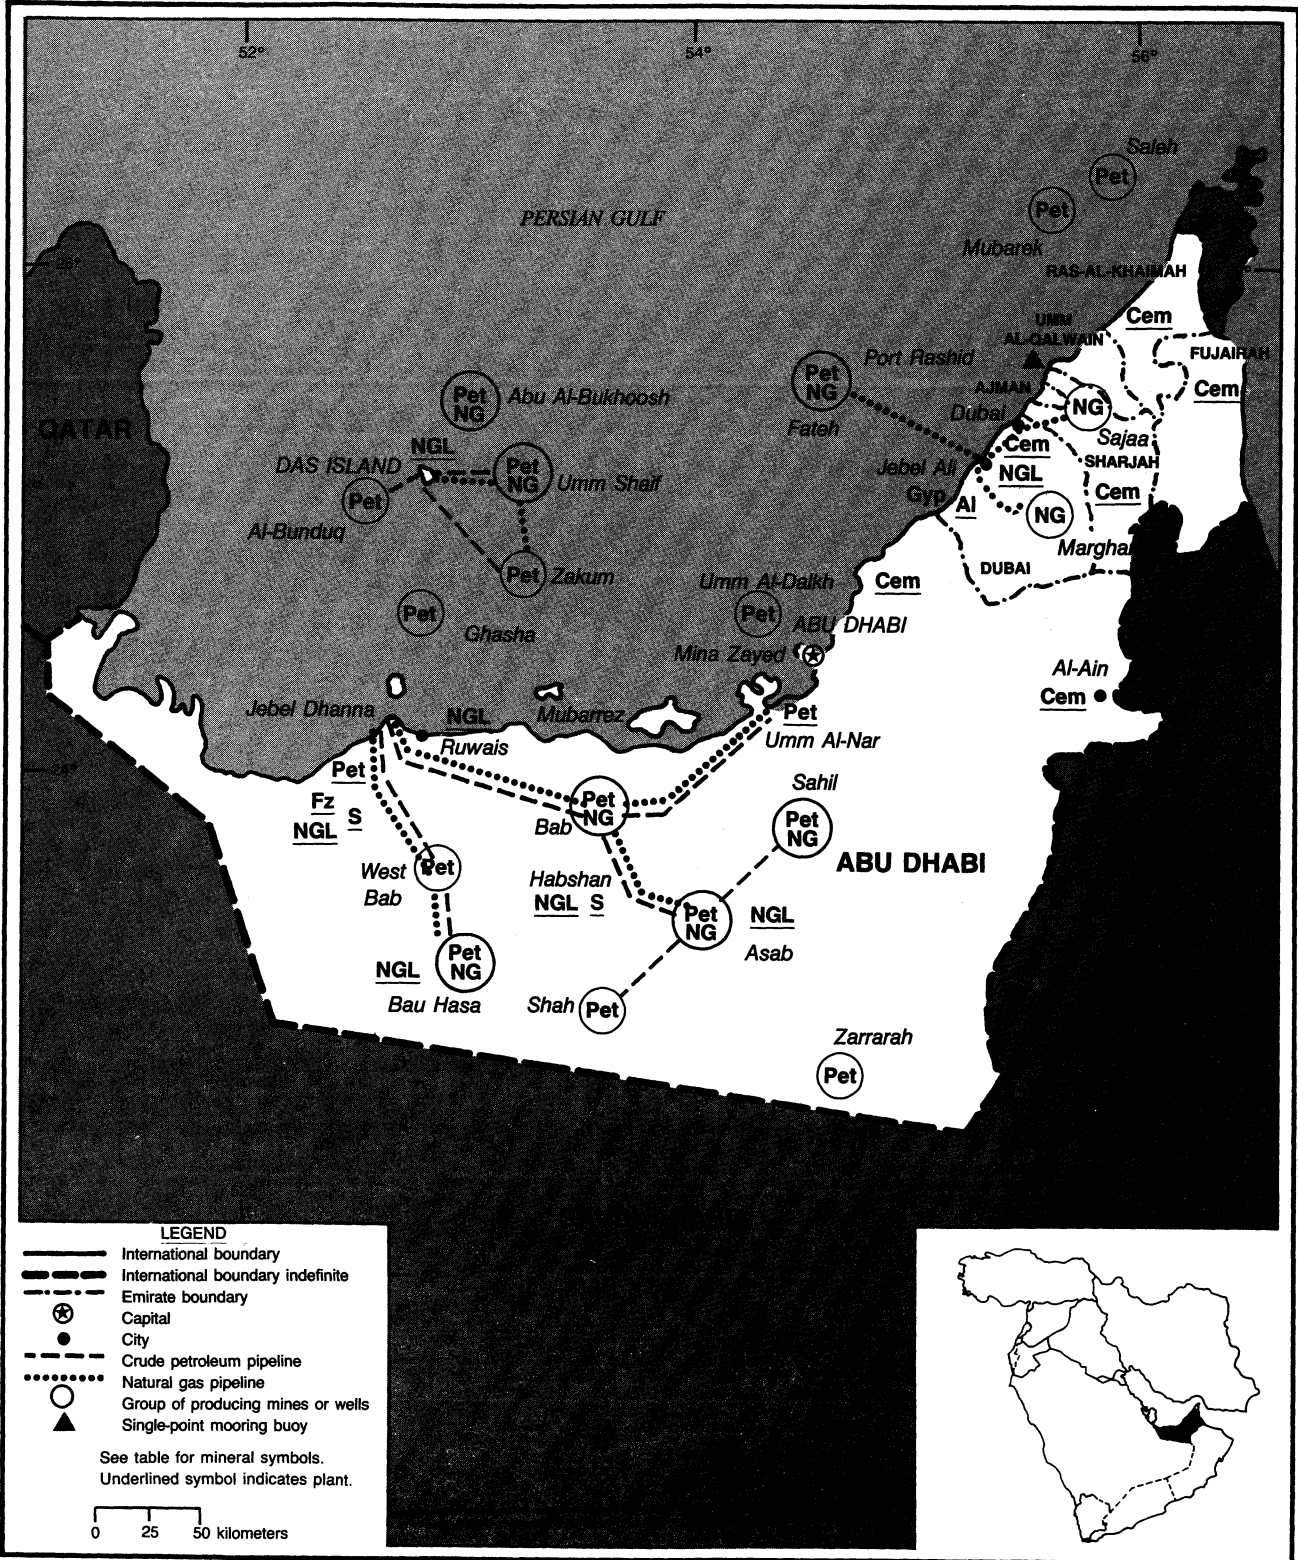 52°
54°
56°
Saleh
Pet
Pet
PERSIAN GULF
Mubarek
26°
RAS-AL-KHAIMAH
Cem
UMM
AL-QALWAIN
FUJAIRAH
Port Rashid
Pet
NG
AJMAN
Cem
Pet
NG
Abu Al-Bukhoosh
NG
Dubai
Fateh
QATAR
Sajaa
NGL
Cem
DAS ISLAND
Pet
NG
Umm Shaif
Jebel Ali
NGL
SHARJAH
Pet
Gyp
Al
Cem
NG
Al-Bunduq
Marghan
Pet
Zakum
Umm Al-Dalkh
Cem
DUBAI
Pet
Ghasha
Pet
ABU DHABI
Mina Zayed
Al-Ain
Cem
Jebel Dhanna
NGL
Mubarrez
Pet
Ruwais
Umm Al-Nar
24°
Pet
Sahil
Fz
S
NGL
Pet
NG
Bab
Pet
NG
ABU DHABI
West
Bab
Pet
Habshan
NGL S
Pet
NG
NGL
Asab
Pet
NG
NGL
Bau Hasa
Shah
Pet
Zarrarah
Pet
52°
LEGEND
International boundary
International boundary indefinite
Emirate boundary
Capital
City
Crude petroleum pipeline
Natural gas pipeline
Group of producing mines or wells
Single-point mooring buoy
See table for mineral symbols.
Underlined symbol indicates plant.
0 25 50 kilometers